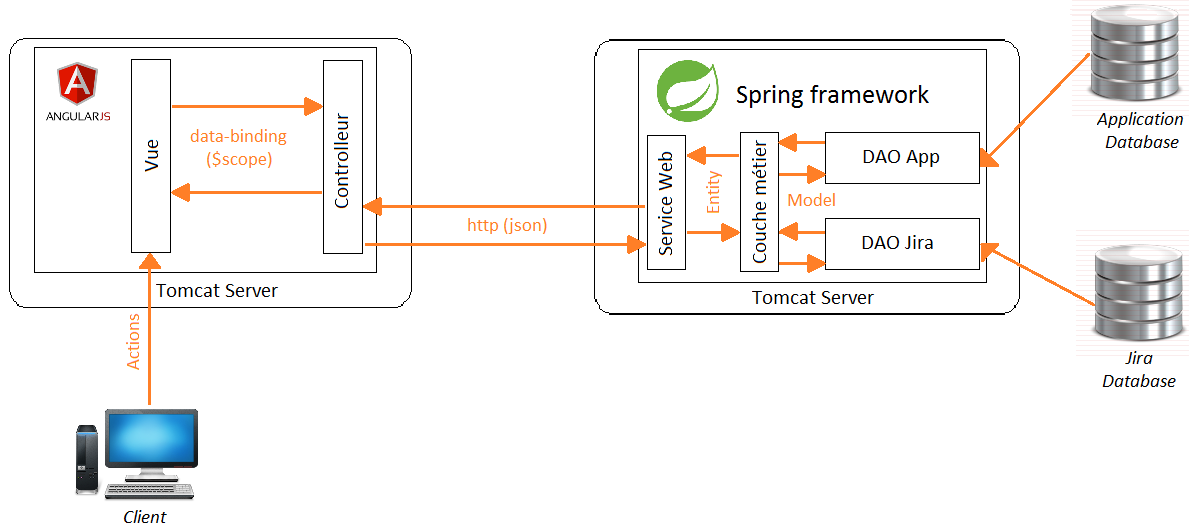 ANGULARJS
Vue
data-binding
($scope)
Controlleur
Tomcat Server
Actions
Client
http (json)
Spring framework
Service Web
Entity
Couche métier
Model
DAO App
DAO Jira
Tomcat Server
Application
Database
Jira
Database